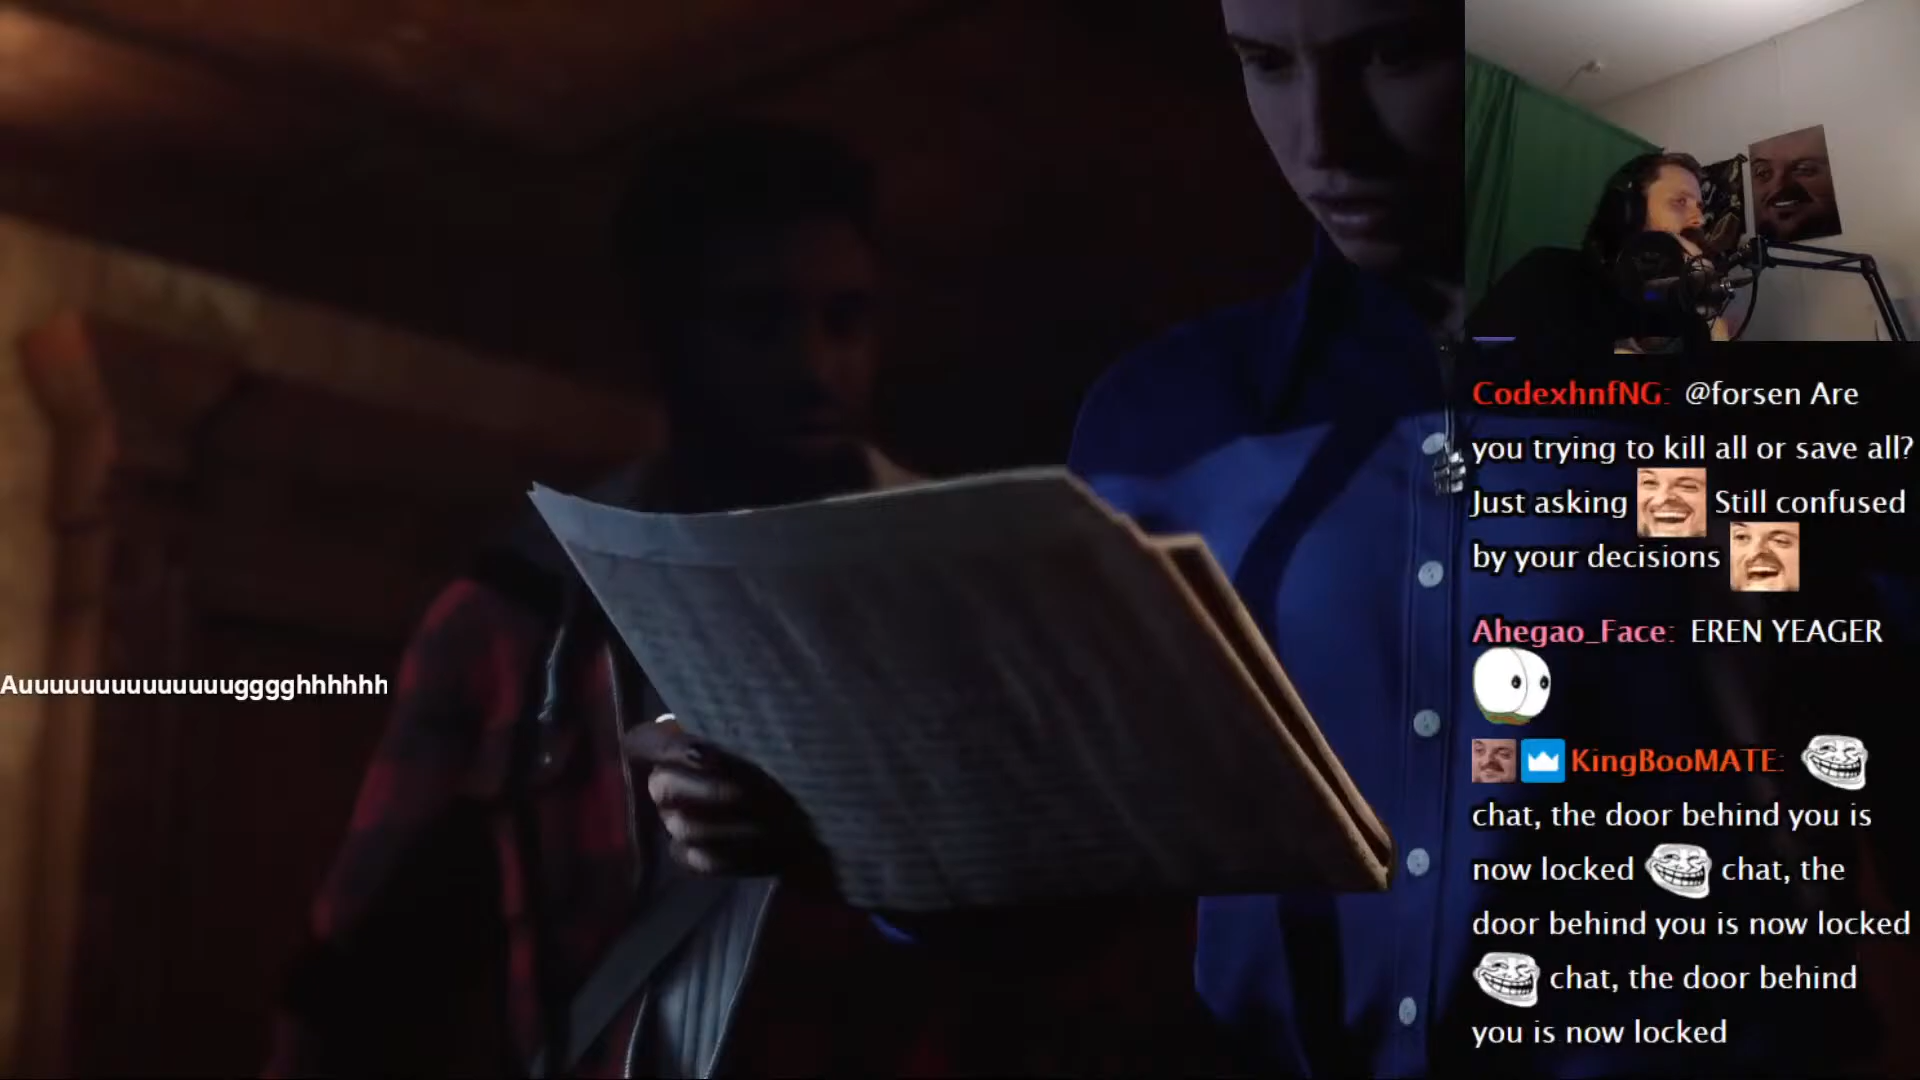 CodexhnfNG: @forsen Are
you trying to kill all or save all?
Just asking Still confused
by your decisions
Ahegao_Face: EREN YEAGER
Auuuuuuuuuuuuuugggghhhhhh
KingBooMATE:
chat, the door behind you is
now locked chat, the
door behind you is now locked
chat, the door behind
you is now locked